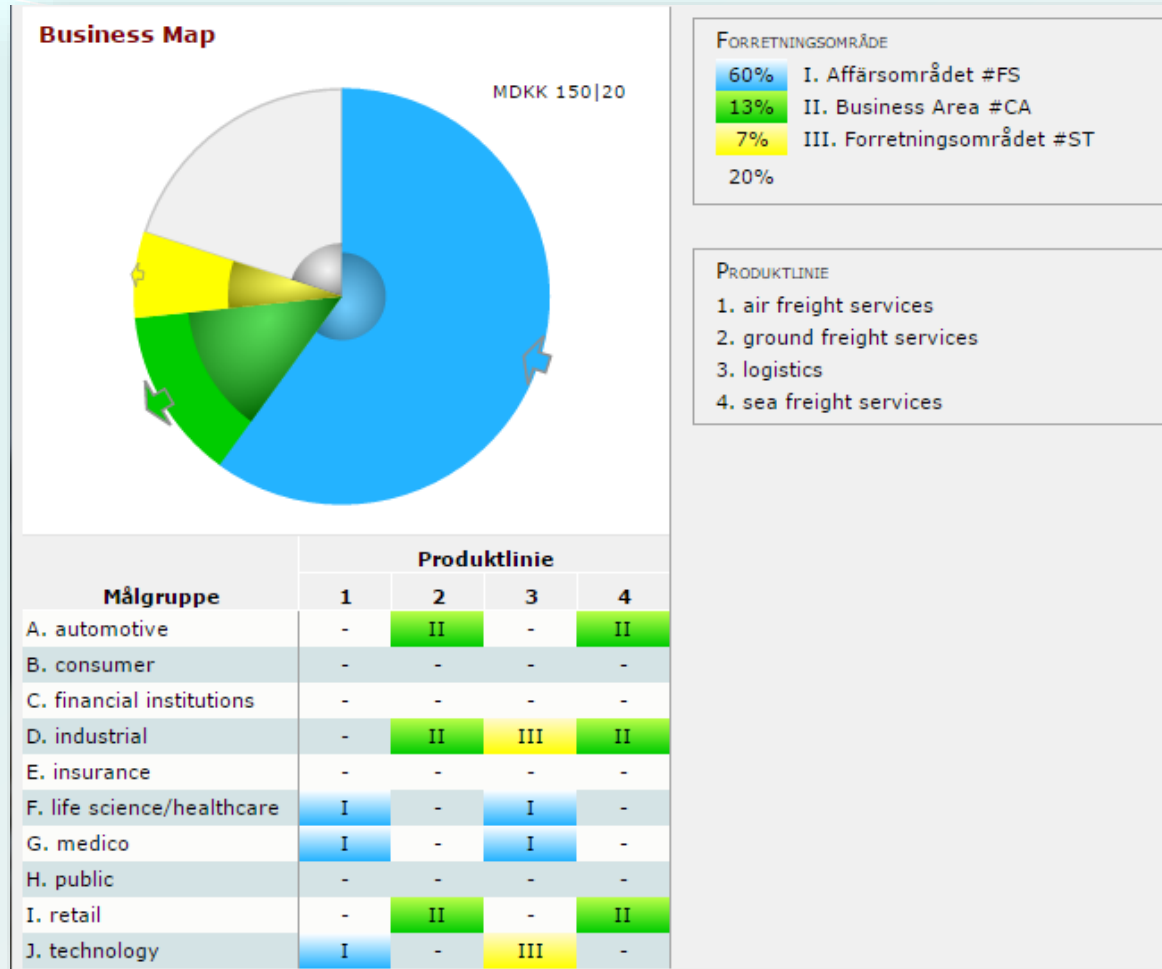 Business Map
MDKK 150|20
FORRETNINGSOMRÅDE
60% I. Affärsområdet #FS
13% II. Business Area #CA
7% III. Forretningsområdet #ST
20%
PRODUKTLINIE
1. air freight services
2. ground freight services
3. logistics
4. sea freight services
Produktlinie
Målgruppe 1 2 3 4
A. automotive - II - II
B. consumer - - - -
C. financial institutions - - - -
D. industrial - II III II
E. insurance - - - -
F. life science/healthcare I - I -
G. medico I - I -
H. public - - - -
I. retail - II - II
J. technology I - III -